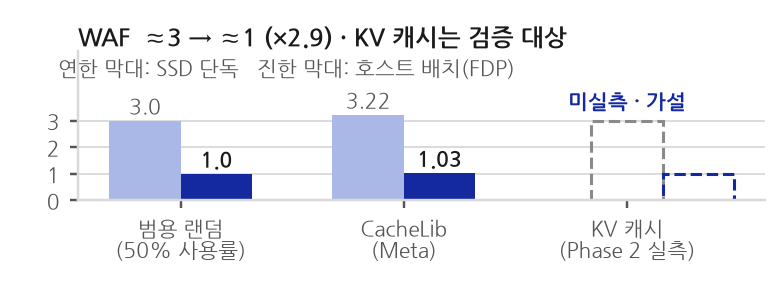 WAF ≈3 → ≈1 (×2.9) · KV 캐시는 검증 대상
연한 막대: SSD 단독 진한 막대: 호스트 배치(FDP)
미실측 · 가설
3.0
3.22
1.0
1.03
3
2
1
0
범용 랜덤
(50% 사용률)
CacheLib
(Meta)
KV 캐시
(Phase 2 실측)